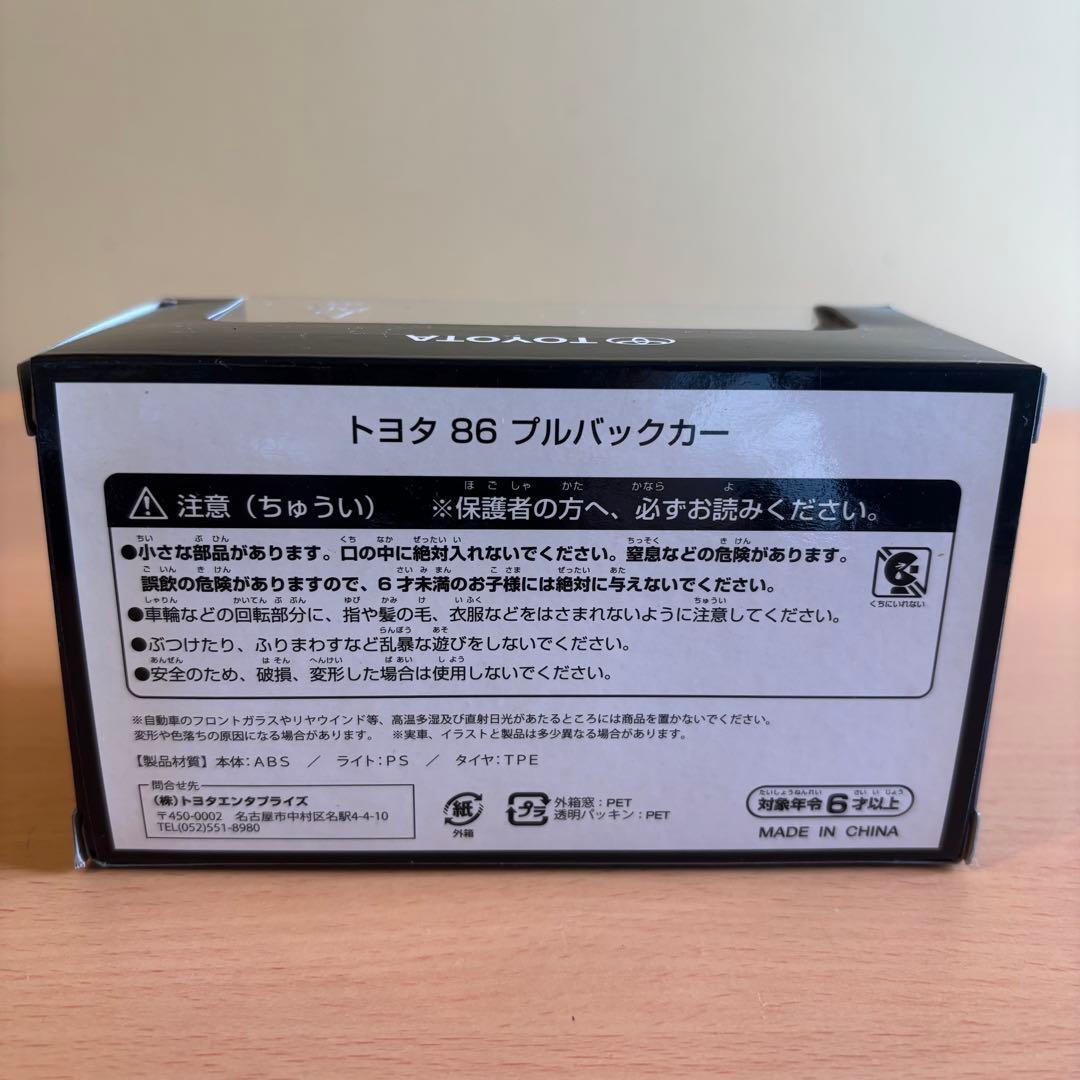 TOYOTA
トヨタ 86 プルバックカー
注意（ちゅうい） ※保護者の方へ、必ずお読みください。
●小さな部品があります。口の中に絶対入れないでください。窒息などの危険があります。
誤飲の危険がありますので、6才未満のお子様には絶対に与えないでください。
●車輪などの回転部分に、指や髪の毛、衣服などをはさまれないように注意してください。
●ぶつけたり、ふりまわすなど乱暴な遊びをしないでください。
●安全のため、破損、変形した場合は使用しないでください。
くちにいれない
※自動車のフロントガラスやリヤウインド等、高温多湿及び直射日光があたるところには商品を置かないでください。
変形や色落ちの原因になる場合があります。 ※実車、イラストと製品は多少異なる場合があります。
【製品材質】本体：ABS ／ ライト：PS ／ タイヤ：TPE
問合せ先
（株）トヨタエンタプライズ
〒450-0002 名古屋市中村区名駅4-4-10
TEL(052)551-8980
紙
外箱
プラ
外箱窓：PET
透明パッキン：PET
対象年令6才以上
MADE IN CHINA